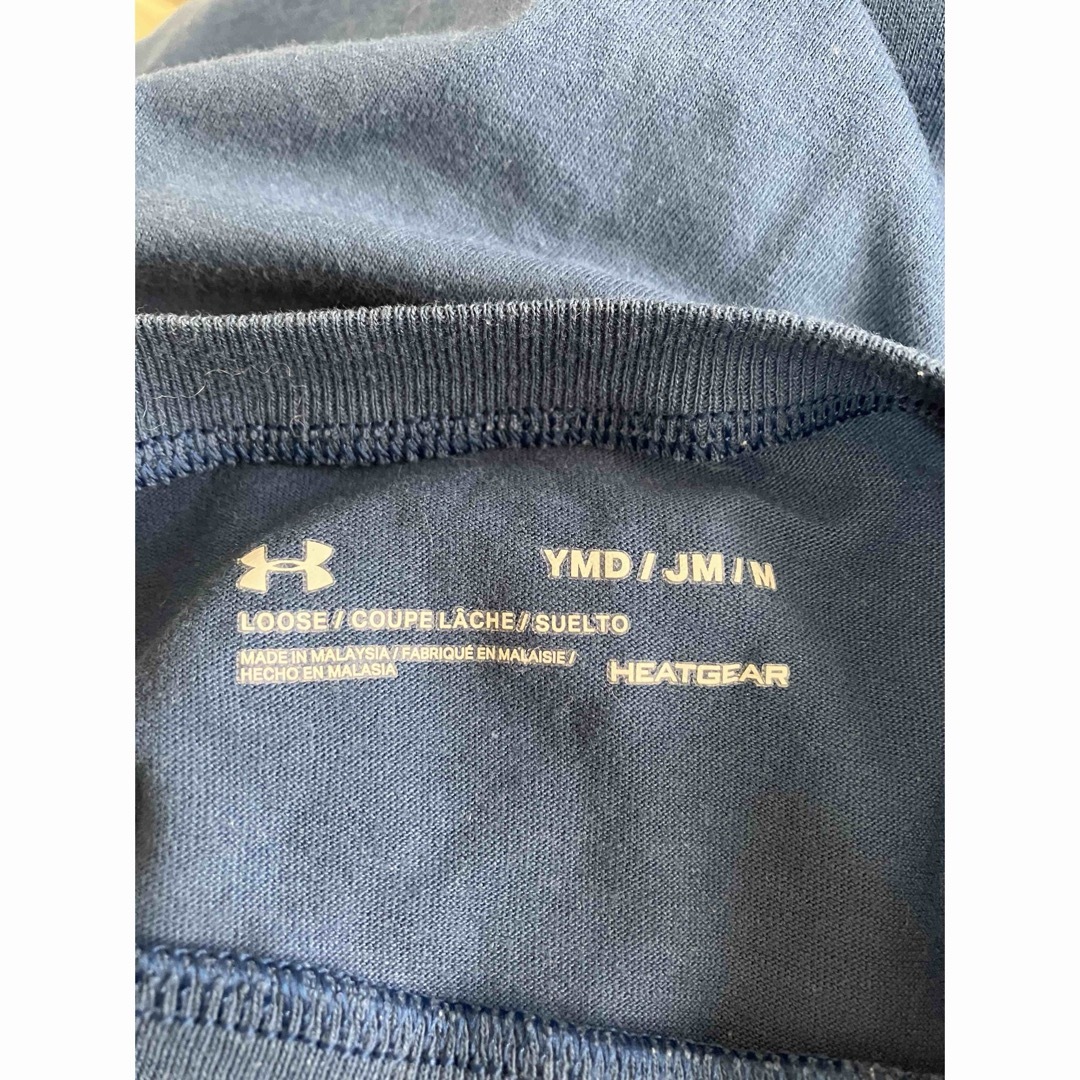 YMD / JM / M
LOOSE / COUPE LÂCHE / SUELTO
MADE IN MALAYSIA / FABRIQUÉ EN MALAISIE /
HECHO EN MALASIA
HEATGEAR